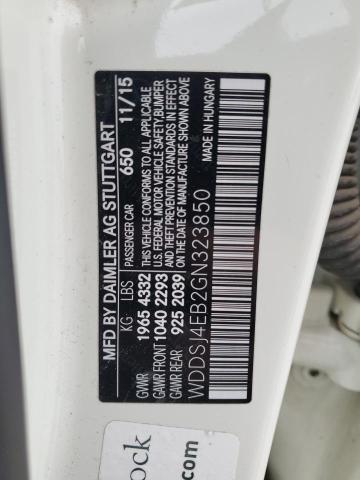 MFD BY DAIMLER AG STUTTGART
PASSENGER CAR 650 11/15
KG LBS THIS VEHICLE CONFORMS TO ALL APPLICABLE
GVWR 1965 4332 U.S. FEDERAL MOTOR VEHICLE SAFETY,BUMPER
GAWR FRONT 1040 2293 AND THEFT PREVENTION STANDARDS IN EFFECT
GAWR REAR 925 2039 ON THE DATE OF MANUFACTURE SHOWN ABOVE
WDDSJ4EB2GN323850 MADE IN HUNGARY
ock
.com